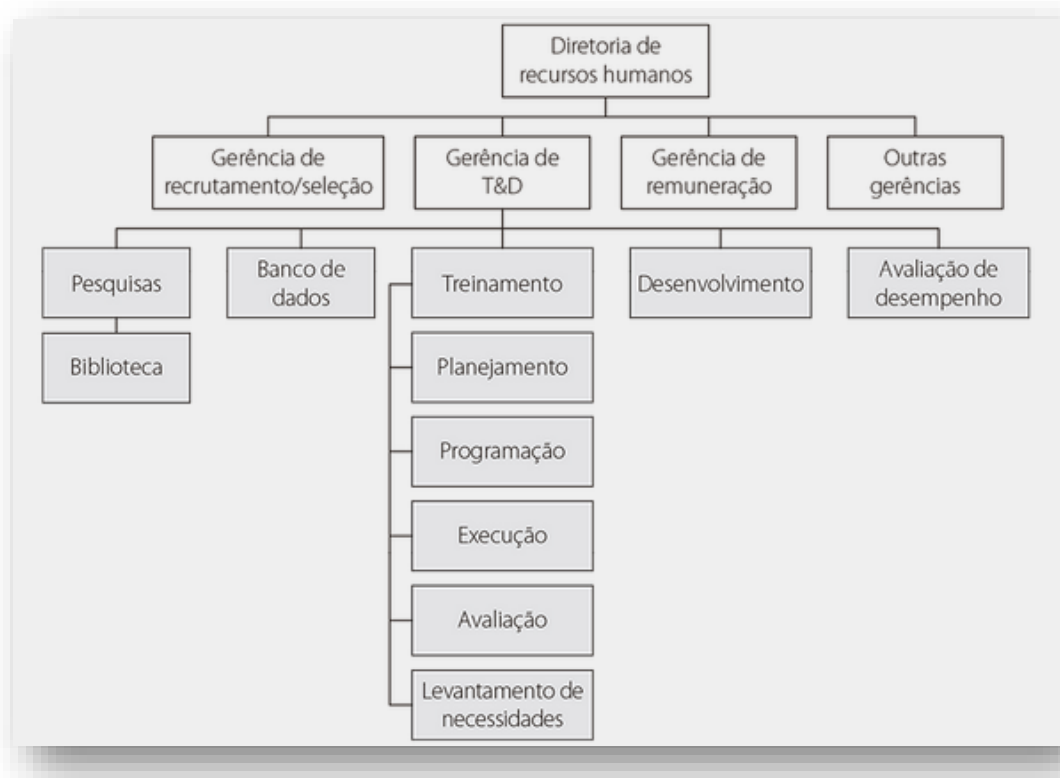 Diretoria de
recursos humanos
Gerência de
recrutamento/seleção
Gerência de
T&D
Gerência de
remuneração
Outras
gerências
Pesquisas
Banco de
dados
Treinamento
Desenvolvimento
Avaliação de
desempenho
Biblioteca
Planejamento
Programação
Execução
Avaliação
Levantamento de
necessidades